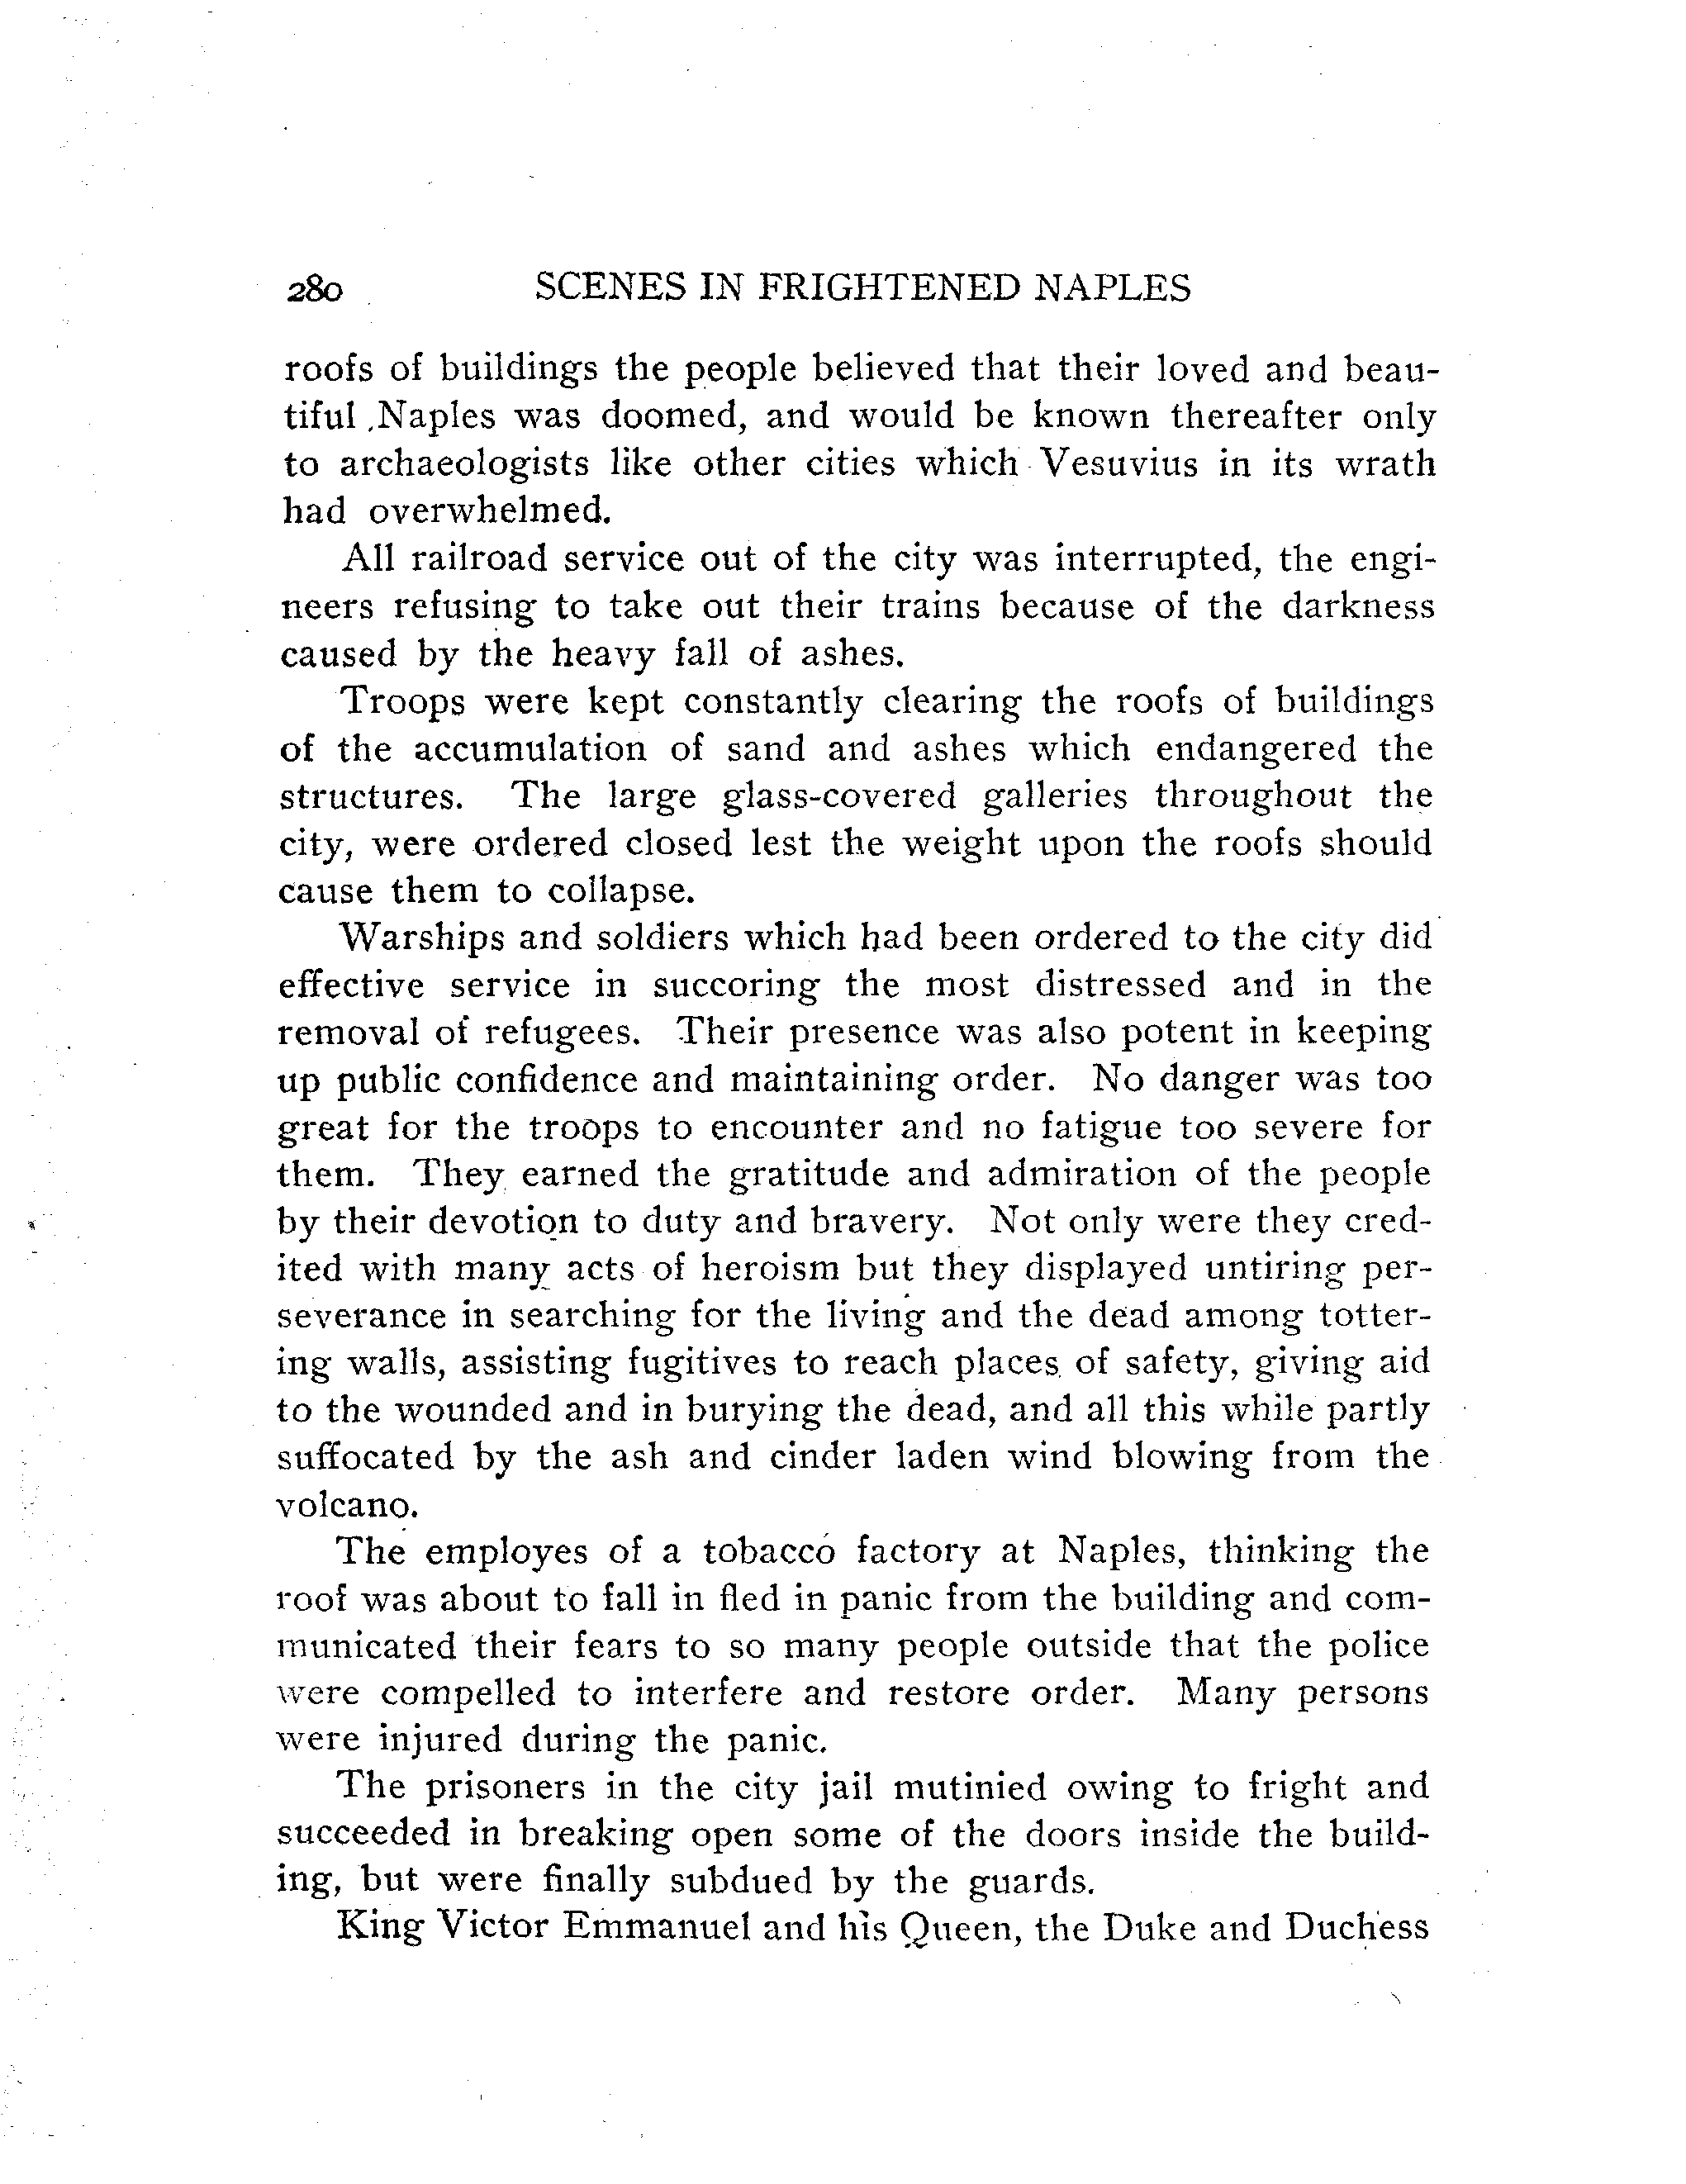 280 SCENES IN FRIGHTENED NAPLES
roofs of buildings the people believed that their loved and beau-
tiful Naples was doomed, and would be known thereafter only
to archaeologists like other cities which Vesuvius in its wrath
had overwhelmed.
All railroad service out of the city was interrupted, the engi-
neers refusing to take out their trains because of the darkness
caused by the heavy fall of ashes.
Troops were kept constantly clearing the roofs of buildings
of the accumulation of sand and ashes which endangered the
structures. The large glass-covered galleries throughout the
city, were ordered closed lest the weight upon the roofs should
cause them to collapse.
Warships and soldiers which had been ordered to the city did
effective service in succoring the most distressed and in the
removal of refugees. Their presence was also potent in keeping
up public confidence and maintaining order. No danger was too
great for the troops to encounter and no fatigue too severe for
them. They earned the gratitude and admiration of the people
by their devotion to duty and bravery. Not only were they cred-
ited with many acts of heroism but they displayed untiring per-
severance in searching for the living and the dead among totter-
ing walls, assisting fugitives to reach places of safety, giving aid
to the wounded and in burying the dead, and all this while partly
suffocated by the ash and cinder laden wind blowing from the
volcano.
The employes of a tobacco factory at Naples, thinking the
roof was about to fall in fled in panic from the building and com-
municated their fears to so many people outside that the police
were compelled to interfere and restore order. Many persons
were injured during the panic.
The prisoners in the city jail mutinied owing to fright and
succeeded in breaking open some of the doors inside the build-
ing, but were finally subdued by the guards.
King Victor Emmanuel and his Queen, the Duke and Duchess